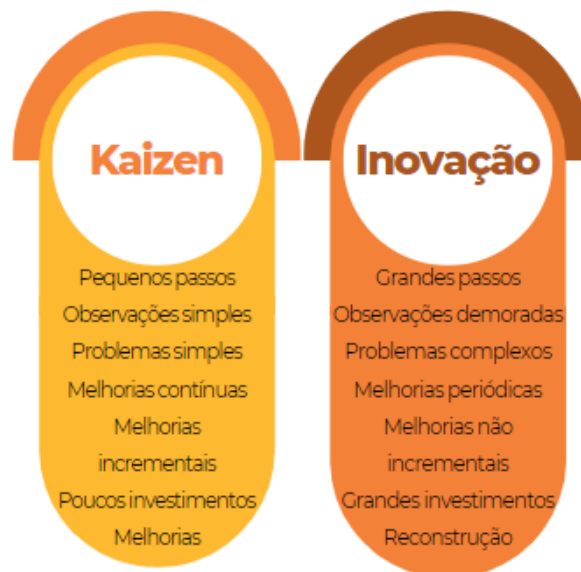 Kaizen
Pequenos passos
Observações simples
Problemas simples
Melhorias contínuas
Melhorias
incrementais
Poucos investimentos
Melhorias
Inovação
Grandes passos
Observações demoradas
Problemas complexos
Melhorias periódicas
Melhorias não
incrementais
Grandes investimentos
Reconstrução